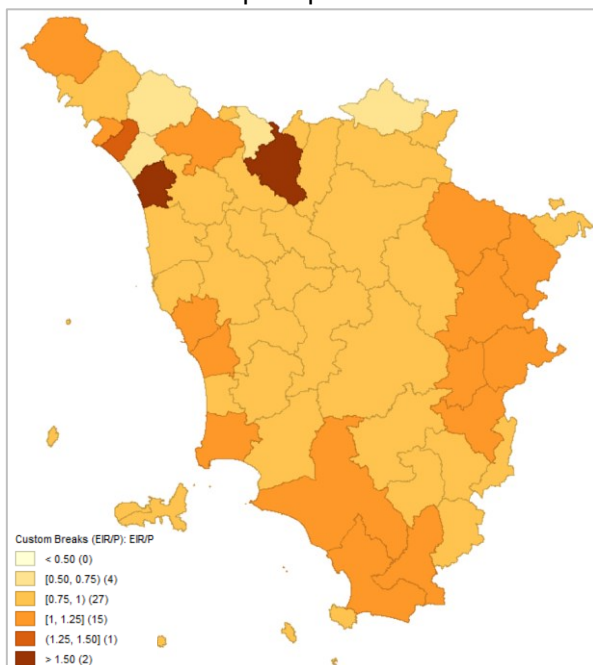 Custom Breaks (EIR/P): EIR/P
< 0.50 (0)
[0.50, 0.75) (4)
[0.75, 1) (27)
[1, 1.25] (15)
(1.25, 1.50] (1)
> 1.50 (2)